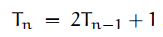 Tₙ = 2Tₙ₋₁ + 1